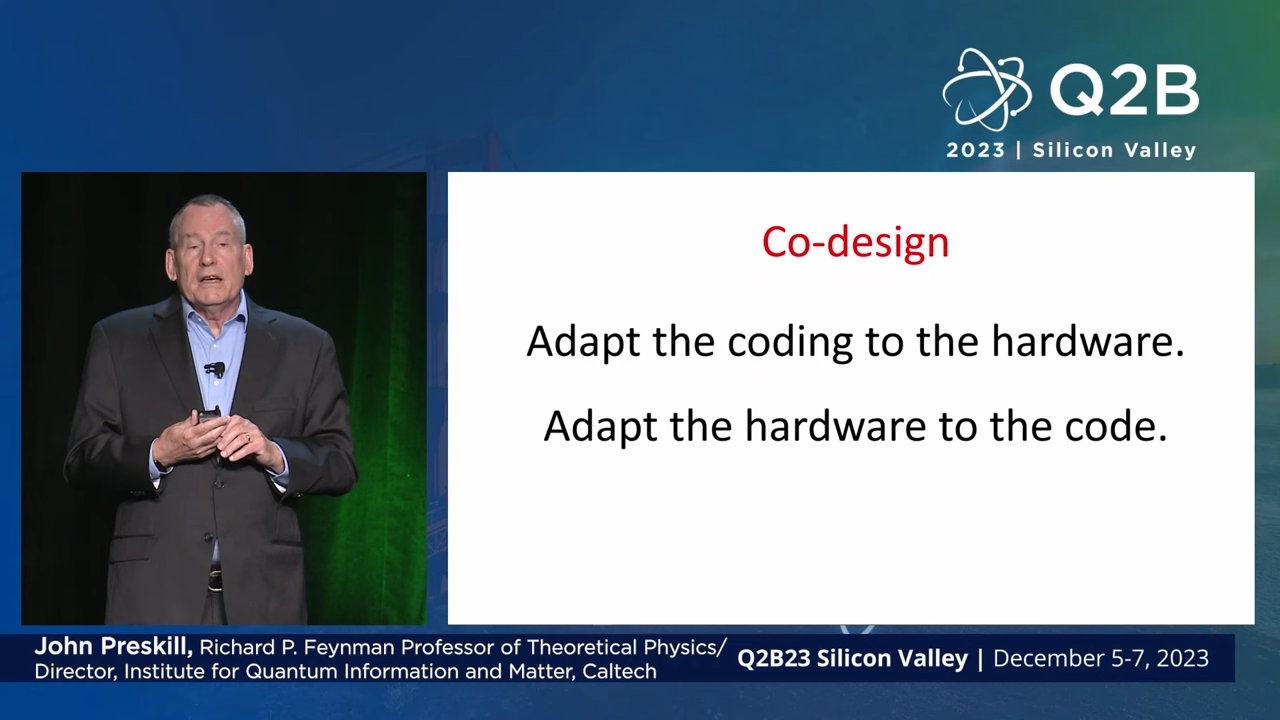 Q2B
2023 | Silicon Valley
Co-design
Adapt the coding to the hardware.
Adapt the hardware to the code.
John Preskill, Richard P. Feynman Professor of Theoretical Physics/
Director, Institute for Quantum Information and Matter, Caltech
Q2B23 Silicon Valley | December 5-7, 2023